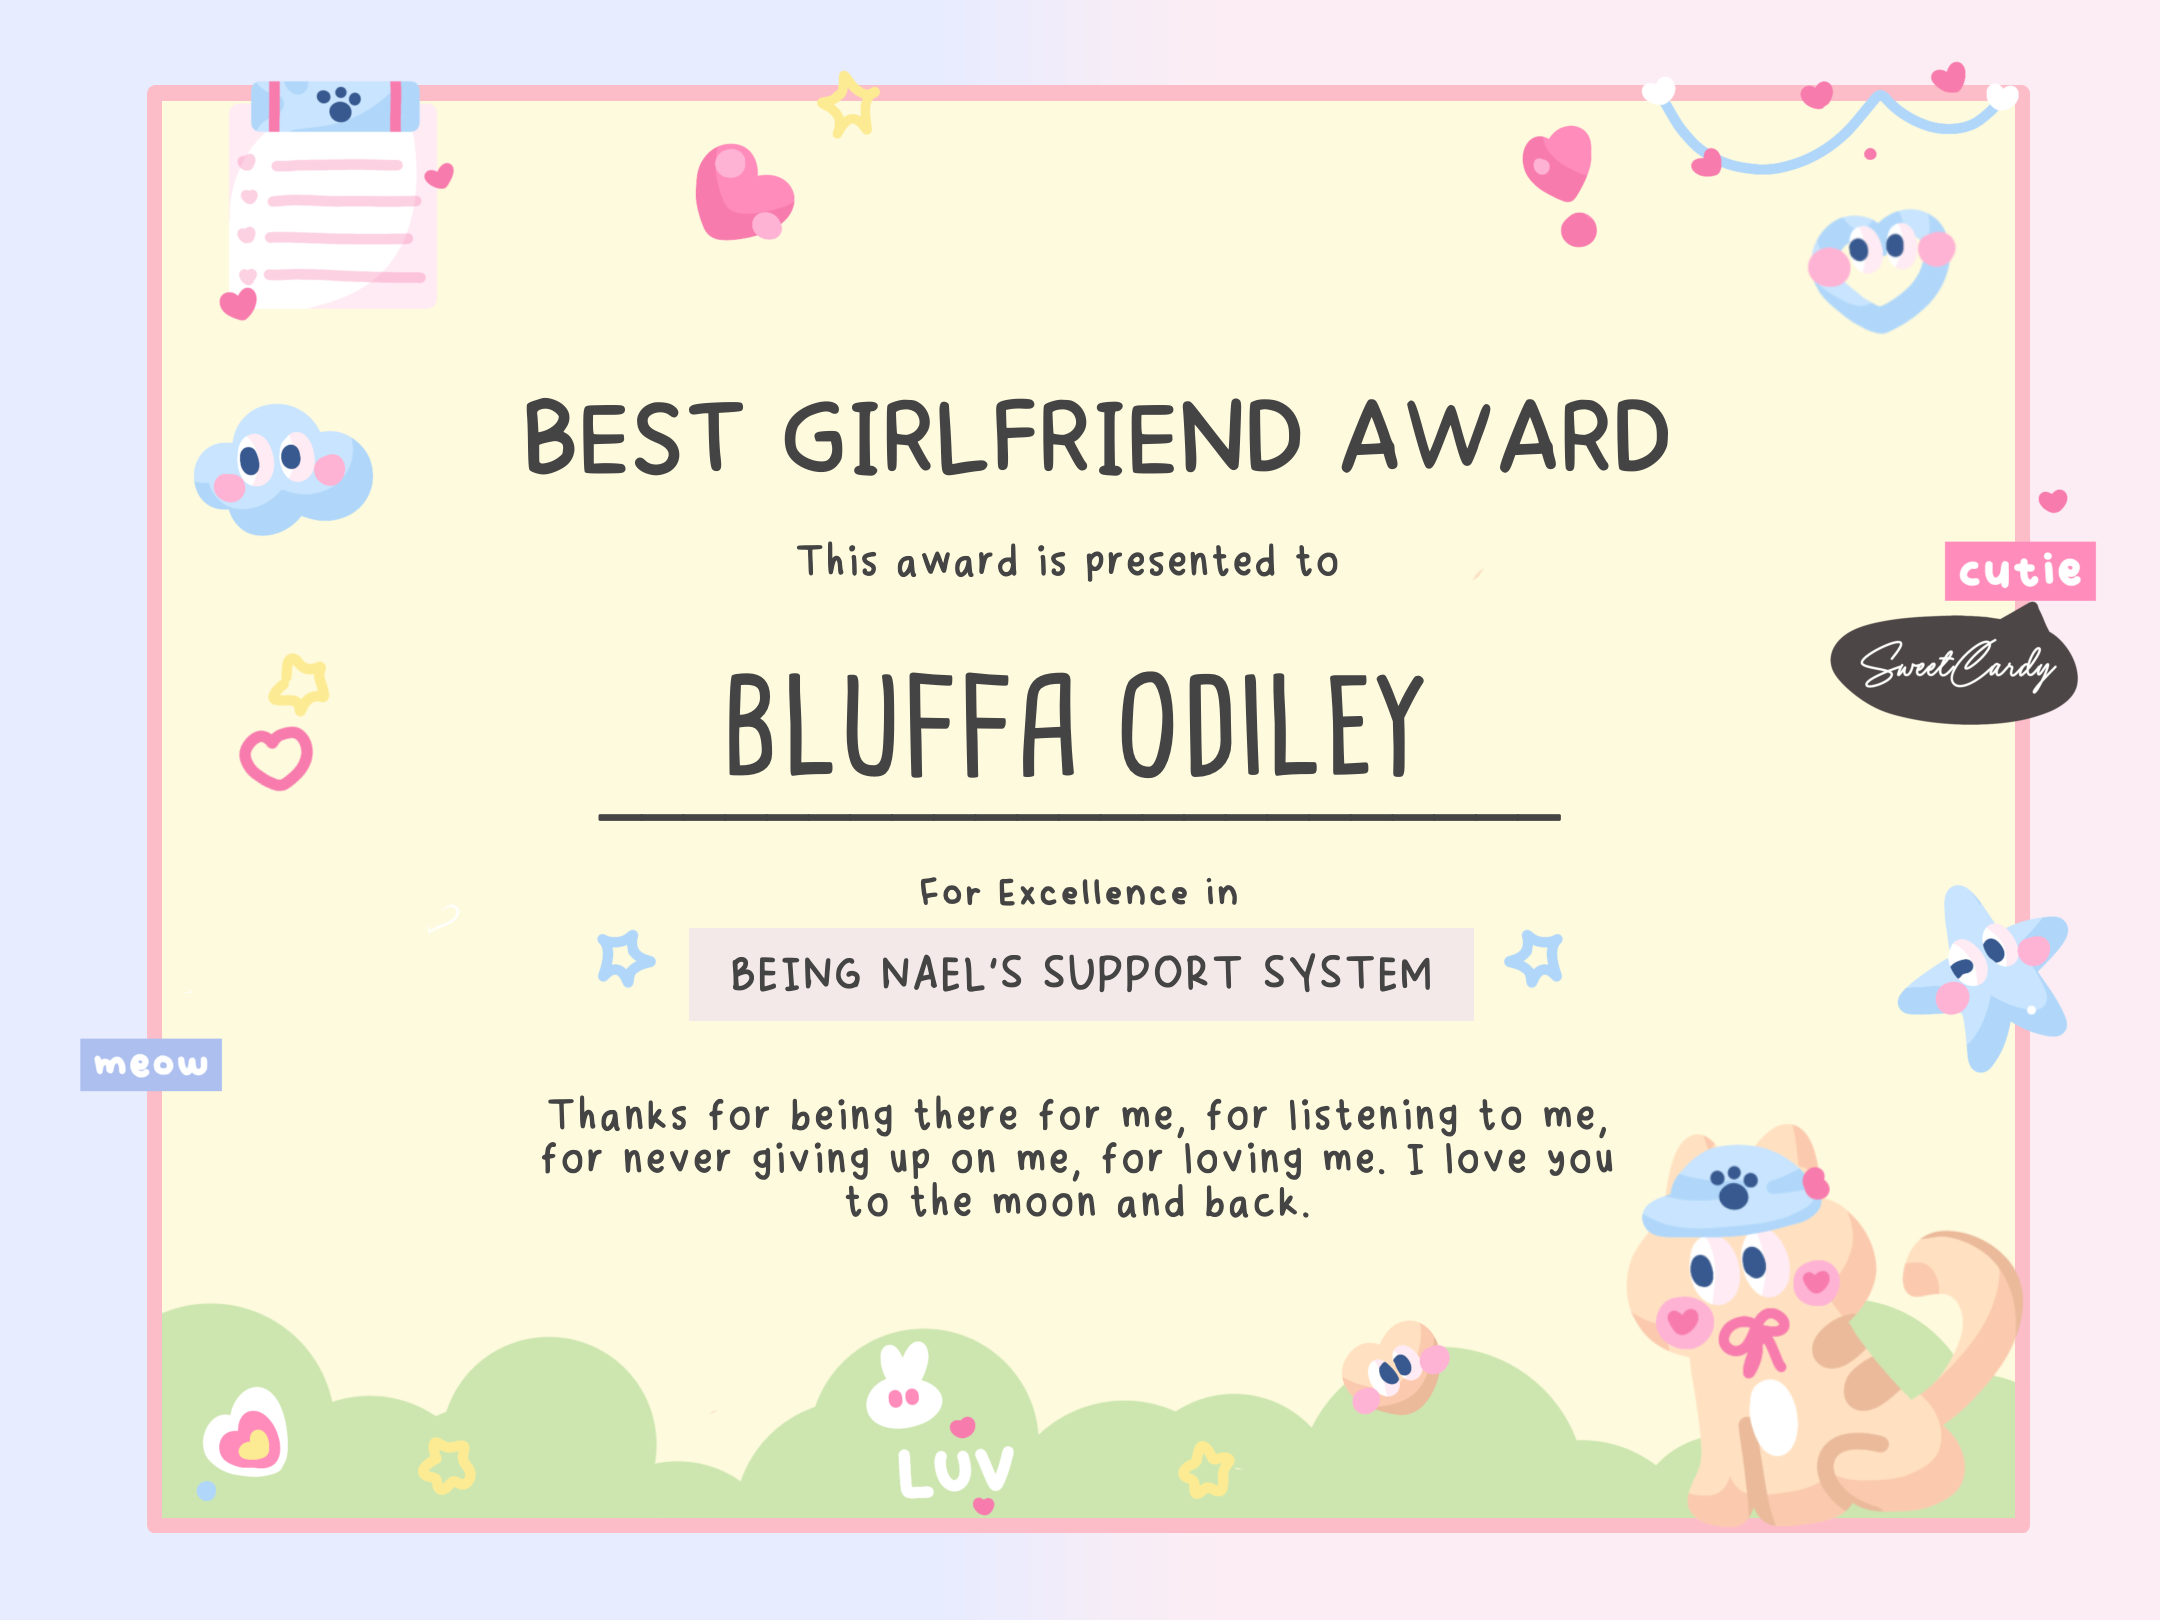 BEST GIRLFRIEND AWARD
This award is presented to
cutie
SweetCardy
BLUFFA ODILEY
For Excellence in
BEING NAEL'S SUPPORT SYSTEM
meow
Thanks for being there for me, for listening to me,
for never giving up on me, for loving me. I love you
to the moon and back.
LUV